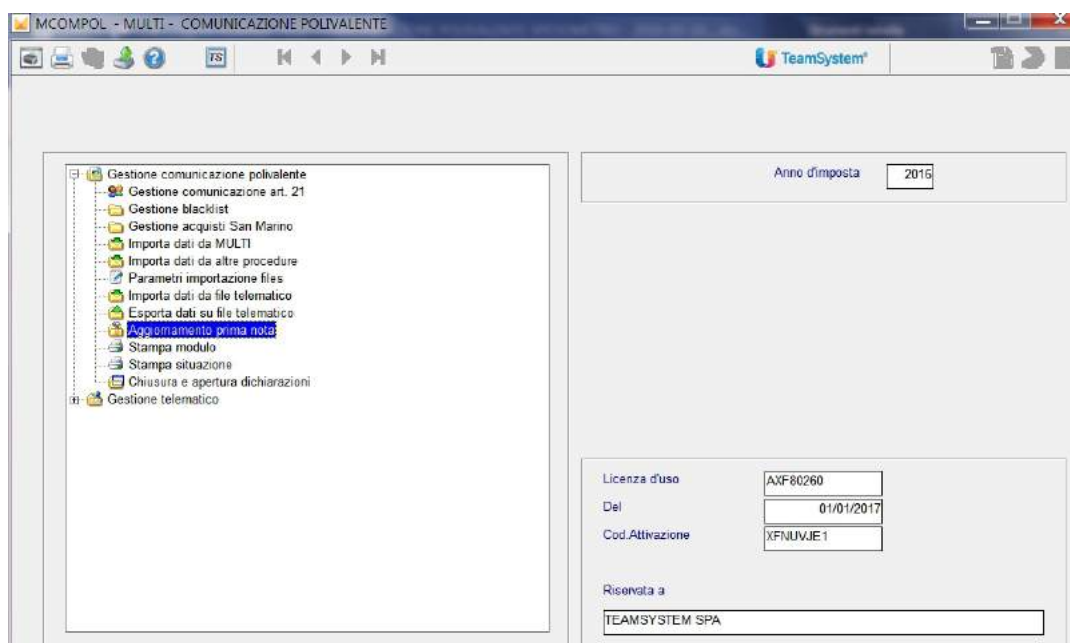 MCOMPOL - MULTI - COMUNICAZIONE POLIVALENTE
TS
TeamSystem®
Gestione comunicazione polivalente
Gestione comunicazione art. 21
Gestione blacklist
Gestione acquisti San Marino
Importa dati da MULTI
Importa dati da altre procedure
Parametri importazione files
Importa dati da file telematico
Esporta dati su file telematico
Aggiornamento prima nota
Stampa modulo
Stampa situazione
Chiusura e apertura dichiarazioni
Gestione telematico
Anno d'imposta 2016
Licenza d'uso AXF80260
Del 01/01/2017
Cod.Attivazione XFNUVJE1
Riservata a
TEAMSYSTEM SPA